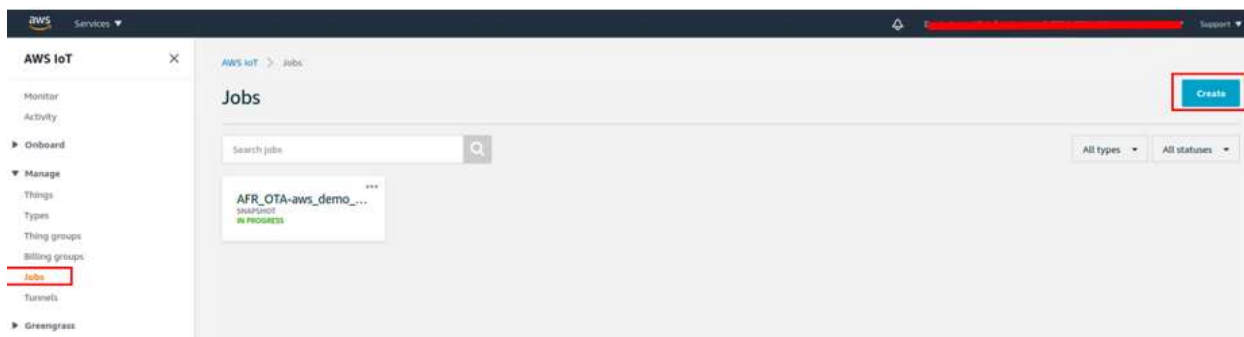 aws Services ▼ Support ▼
AWS IoT ×
Monitor
Activity
▶ Onboard
▼ Manage
Things
Types
Thing groups
Billing groups
Jobs
Tunnels
▶ Greengrass
AWS IoT > Jobs
Jobs
Create
Search jobs
All types ▾ All statuses ▾
AFR_OTA-aws_demo_... •••
SNAPSHOT
IN PROGRESS